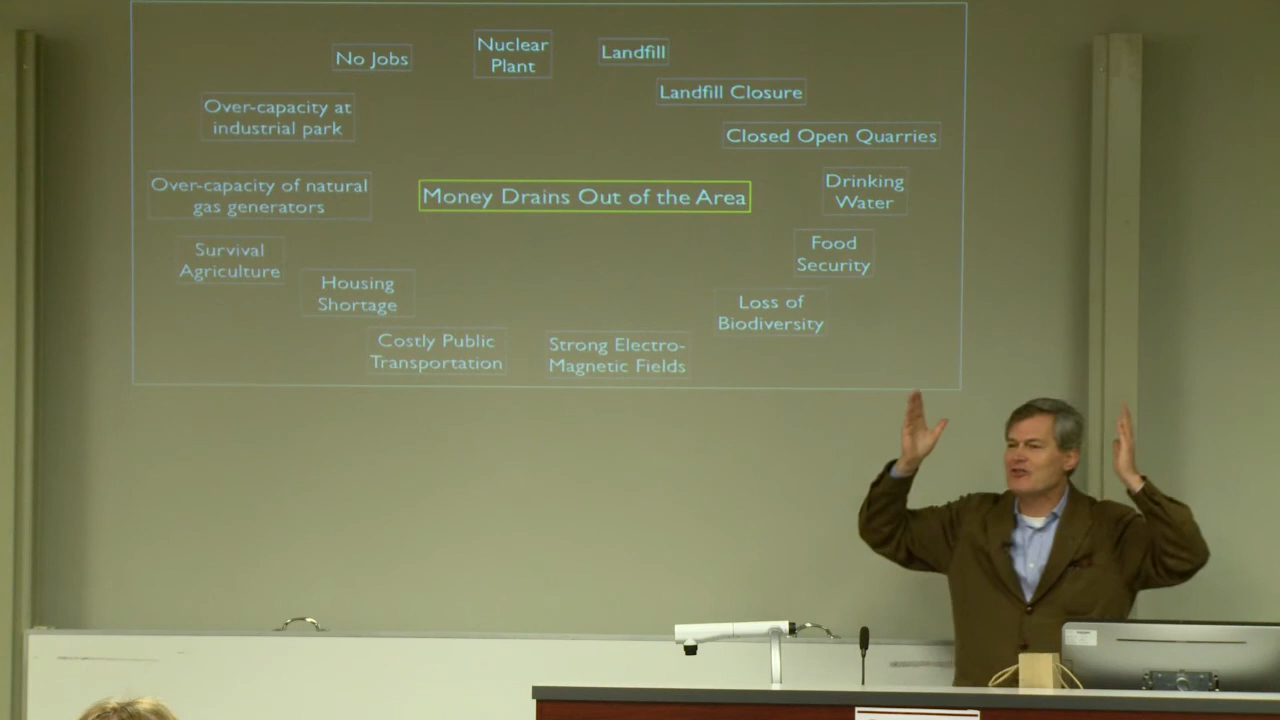 No Jobs
Nuclear
Plant
Landfill
Landfill Closure
Over-capacity at
industrial park
Closed Open Quarries
Over-capacity of natural
gas generators
Money Drains Out of the Area
Drinking
Water
Survival
Agriculture
Food
Security
Housing
Shortage
Loss of
Biodiversity
Costly Public
Transportation
Strong Electro-
Magnetic Fields